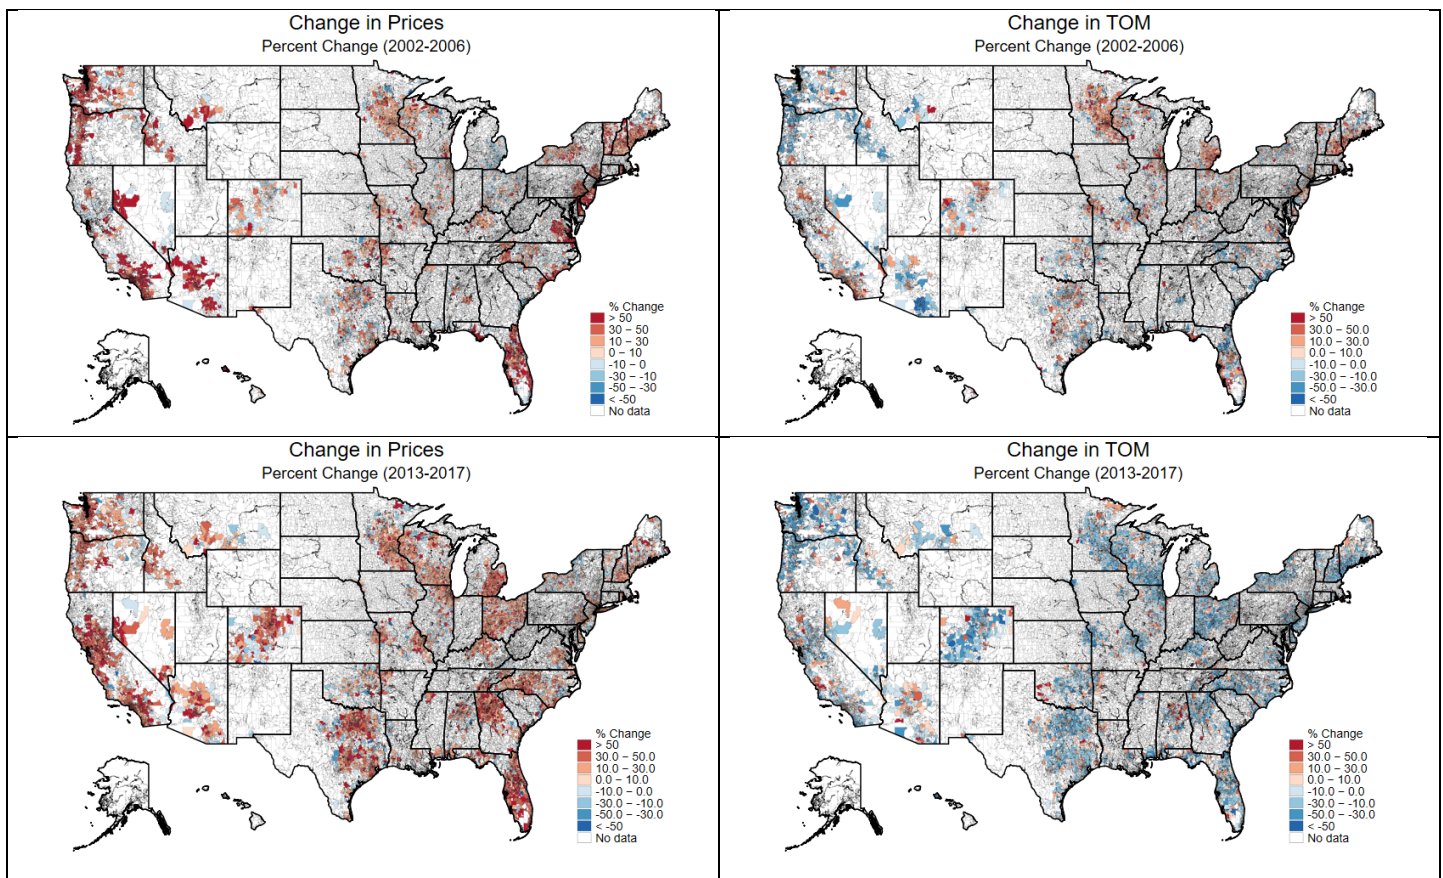 Change in Prices
Percent Change (2002-2006)
% Change
> 50
30 – 50
10 – 30
0 – 10
-10 – 0
-30 – -10
-50 – -30
< -50
No data
Change in TOM
Percent Change (2002-2006)
% Change
> 50
30.0 – 50.0
10.0 – 30.0
0.0 – 10.0
-10.0 – 0.0
-30.0 – -10.0
-50.0 – -30.0
< -50
No data
Change in Prices
Percent Change (2013-2017)
% Change
> 50
30.0 – 50.0
10.0 – 30.0
0.0 – 10.0
-10.0 – 0.0
-30.0 – -10.0
-50.0 – -30.0
< -50
No data
Change in TOM
Percent Change (2013-2017)
% Change
> 50
30.0 – 50.0
10.0 – 30.0
0.0 – 10.0
-10.0 – 0.0
-30.0 – -10.0
-50.0 – -30.0
< -50
No data